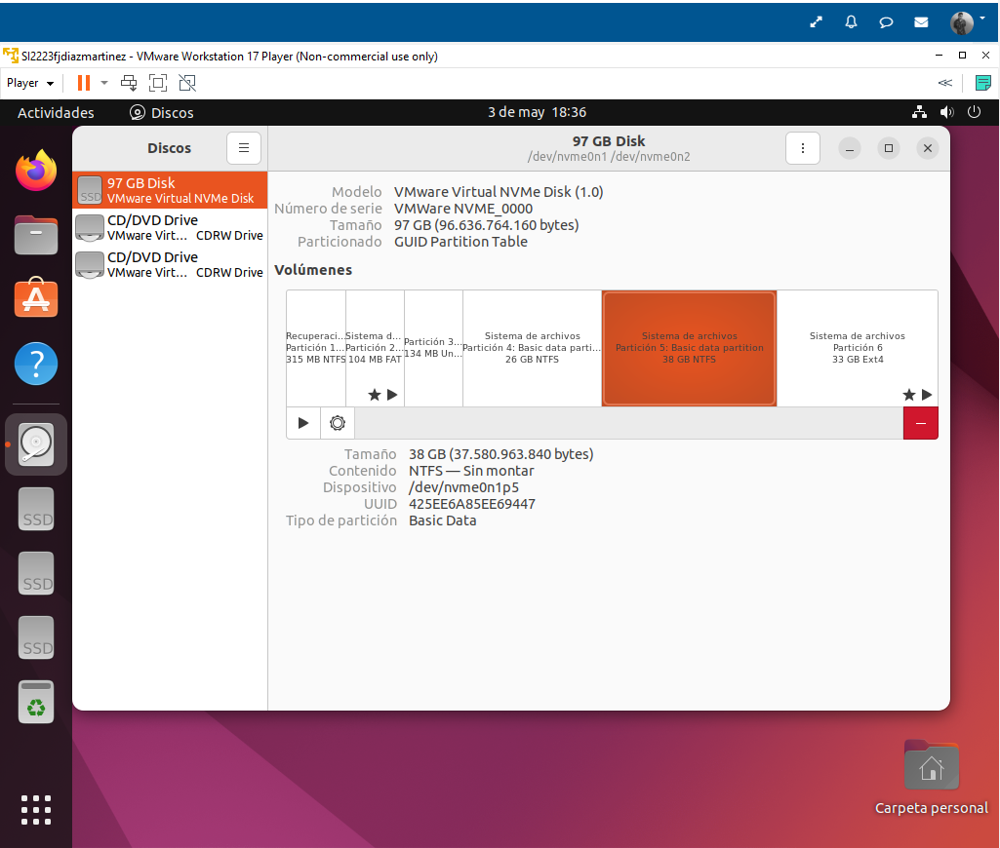 SI2223fjdiazmartinez - VMware Workstation 17 Player (Non-commercial use only)
Player
Actividades
Discos
3 de may 18:36
Discos
97 GB Disk
/dev/nvme0n1 /dev/nvme0n2
97 GB Disk
VMware Virtual NVMe Disk
CD/DVD Drive
VMware Virt... CDRW Drive
CD/DVD Drive
VMware Virt... CDRW Drive
Modelo VMware Virtual NVMe Disk (1.0)
Número de serie VMWare NVME_0000
Tamaño 97 GB (96.636.764.160 bytes)
Particionado GUID Partition Table
Volúmenes
Recuperaci...
Partición 1...
315 MB NTFS
Sistema d...
Partición 2...
104 MB FAT
Partición 3...
134 MB Un...
Sistema de archivos
Partición 4: Basic data parti...
26 GB NTFS
Sistema de archivos
Partición 5: Basic data partition
38 GB NTFS
Sistema de archivos
Partición 6
33 GB Ext4
Tamaño 38 GB (37.580.963.840 bytes)
Contenido NTFS — Sin montar
Dispositivo /dev/nvme0n1p5
UUID 425EE6A85EE69447
Tipo de partición Basic Data
SSD
SSD
SSD
SSD
Carpeta personal